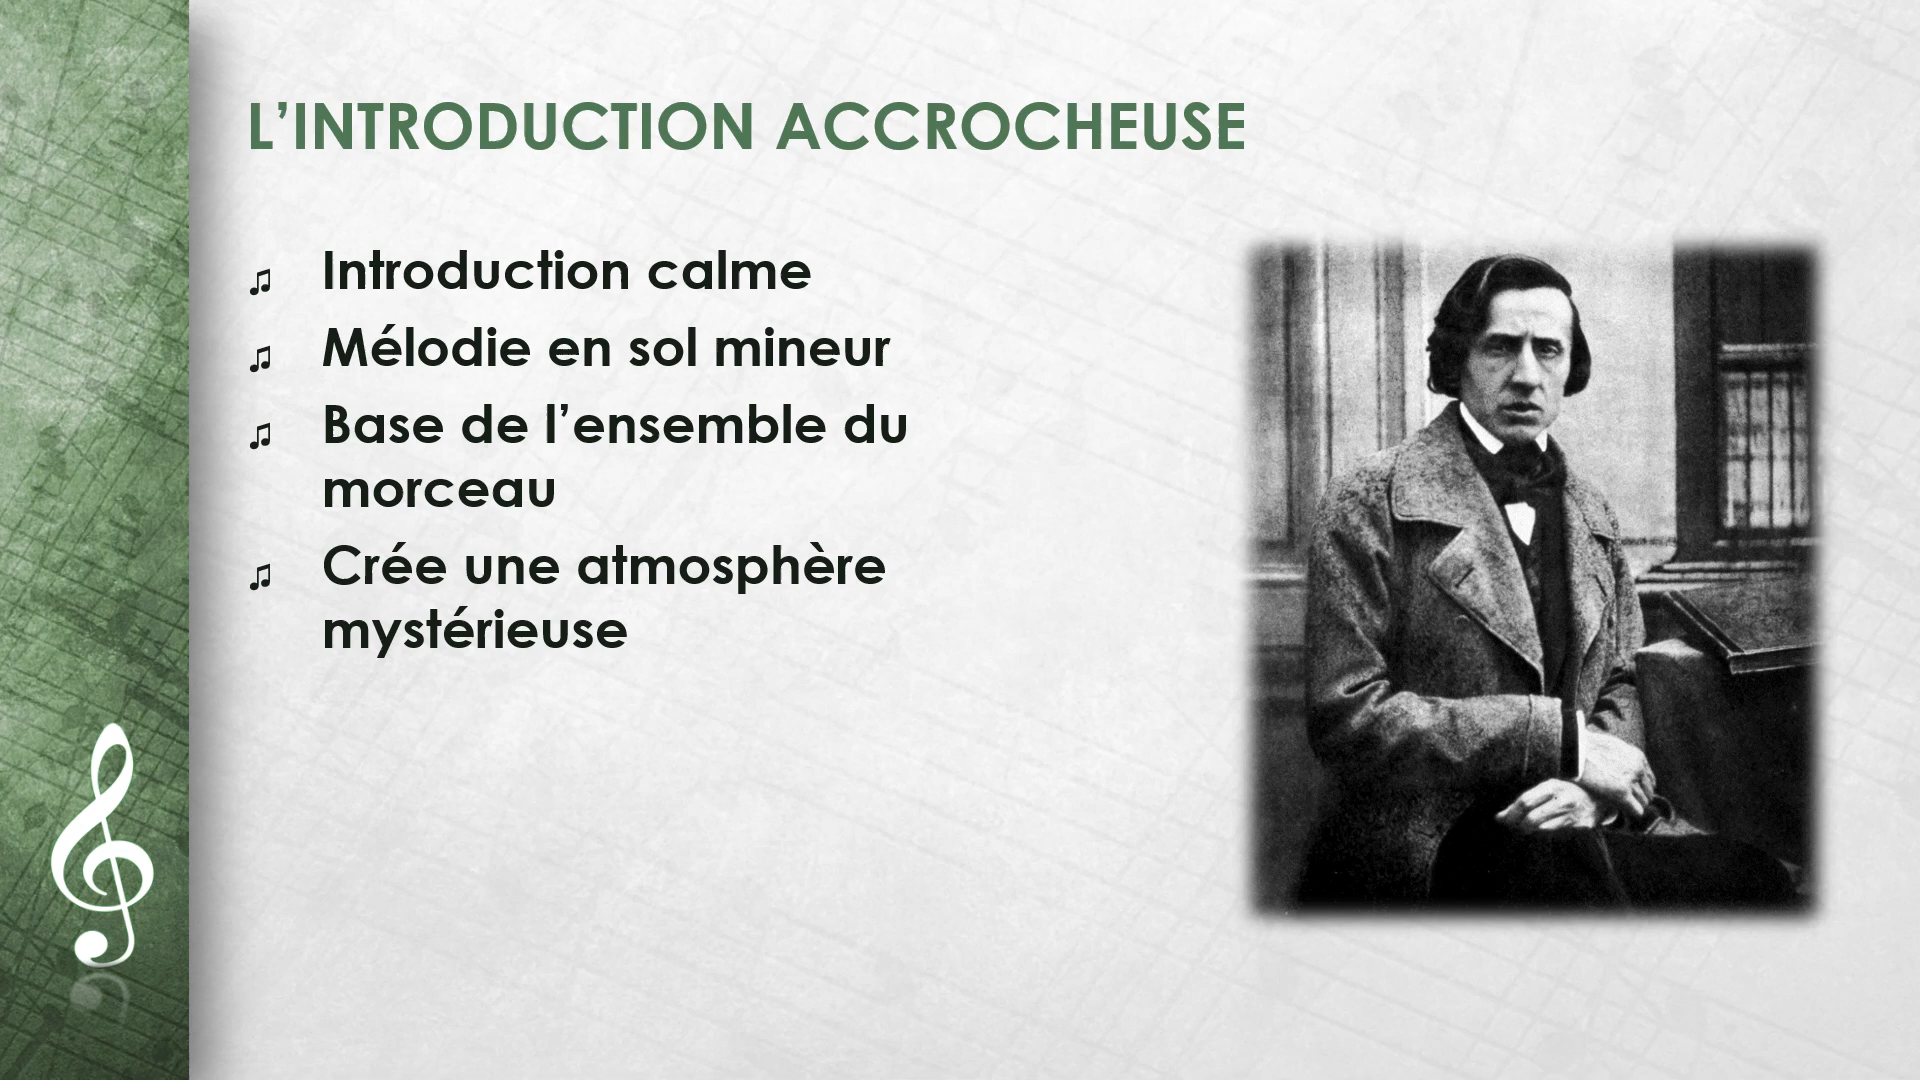 L’INTRODUCTION ACCROCHEUSE
♫ Introduction calme
♫ Mélodie en sol mineur
♫ Base de l’ensemble du
morceau
♫ Crée une atmosphère
mystérieuse